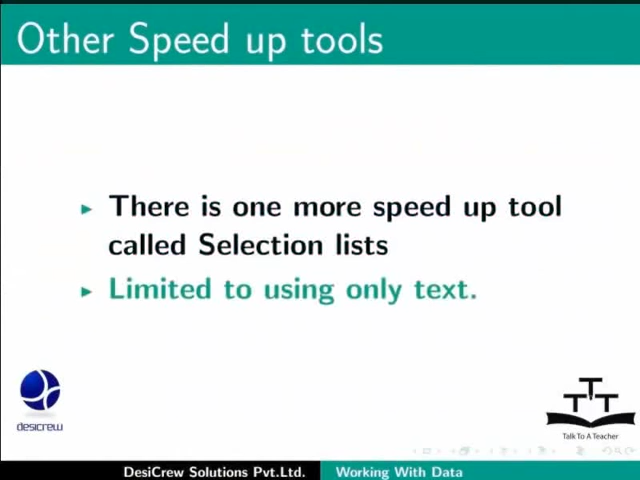 Other Speed up tools
There is one more speed up tool
called Selection lists
Limited to using only text.
desicrew
TTT
Talk To A Teacher
DesiCrew Solutions Pvt.Ltd.
Working With Data